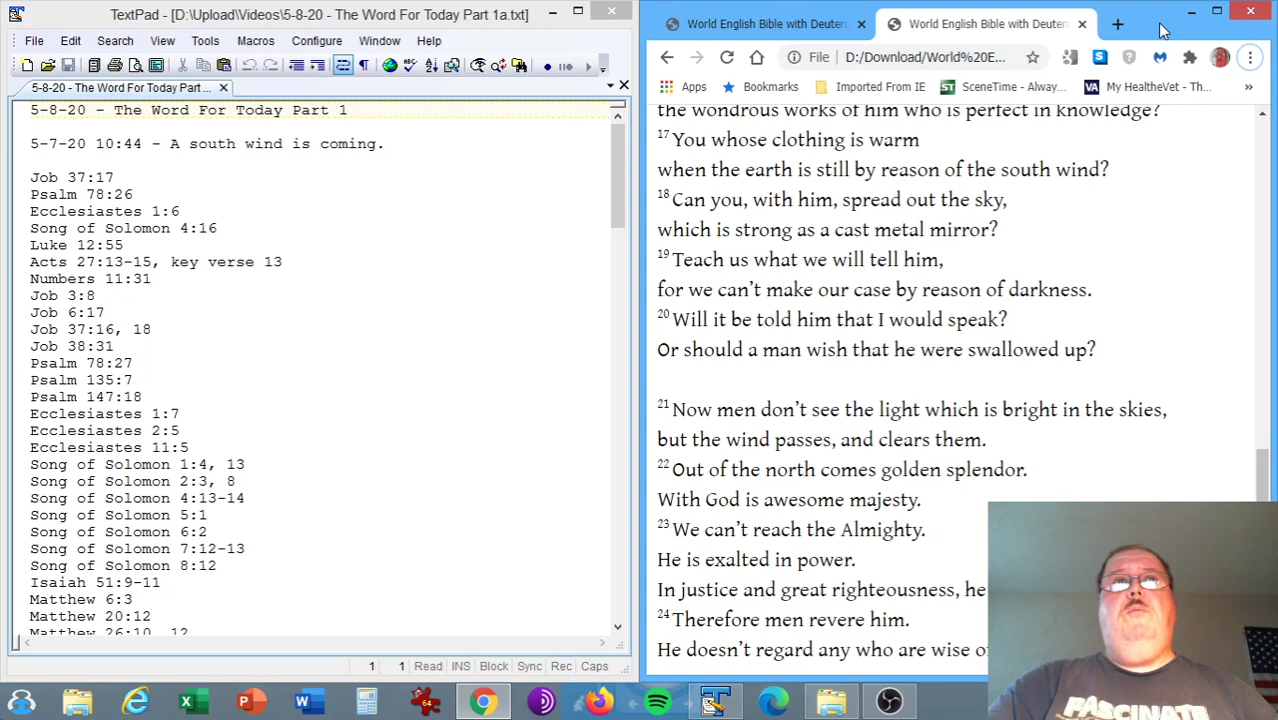 TextPad - [D:\Upload\Videos\5-8-20 - The Word For Today Part 1a.txt]
File Edit Search View Tools Macros Configure Window Help
5-8-20 - The Word For Today Part ...
5-8-20 - The Word For Today Part 1
5-7-20 10:44 - A south wind is coming.
Job 37:17
Psalm 78:26
Ecclesiastes 1:6
Song of Solomon 4:16
Luke 12:55
Acts 27:13-15, key verse 13
Numbers 11:31
Job 3:8
Job 6:17
Job 37:16, 18
Job 38:31
Psalm 78:27
Psalm 135:7
Psalm 147:18
Ecclesiastes 1:7
Ecclesiastes 2:5
Ecclesiastes 11:5
Song of Solomon 1:4, 13
Song of Solomon 2:3, 8
Song of Solomon 4:13-14
Song of Solomon 5:1
Song of Solomon 6:2
Song of Solomon 7:12-13
Song of Solomon 8:12
Isaiah 51:9-11
Matthew 6:3
Matthew 20:12
Matthew 26:10, 12
1 1 Read INS Block Sync Rec Caps
World English Bible with Deutero World English Bible with Deutero
File D:/Download/World%20E...
Apps Bookmarks Imported From IE SceneTime - Alway... VA My HealtheVet - Th... »
the wondrous works of him who is perfect in knowledge?
17 You whose clothing is warm
when the earth is still by reason of the south wind?
18 Can you, with him, spread out the sky,
which is strong as a cast metal mirror?
19 Teach us what we will tell him,
for we can’t make our case by reason of darkness.
20 Will it be told him that I would speak?
Or should a man wish that he were swallowed up?
21 Now men don’t see the light which is bright in the skies,
but the wind passes, and clears them.
22 Out of the north comes golden splendor.
With God is awesome majesty.
23 We can’t reach the Almighty.
He is exalted in power.
In justice and great righteousness, he
24 Therefore men revere him.
He doesn’t regard any who are wise o
FASCINATE
64